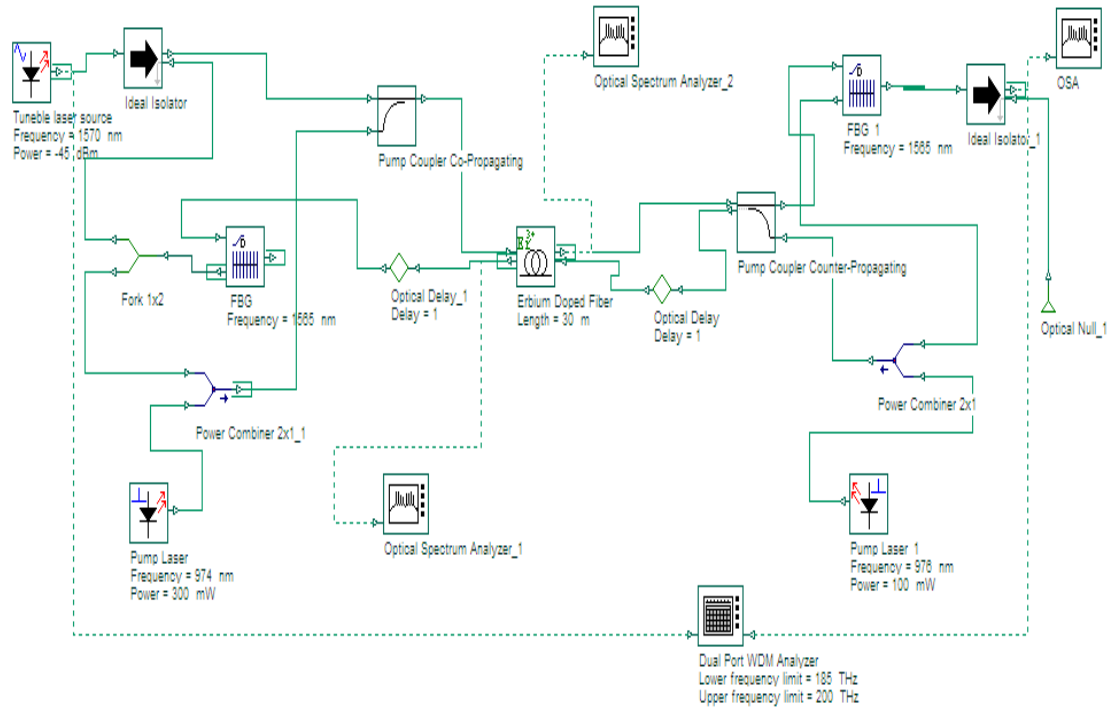 Optical Spectrum Analyzer_2
OSA
Ideal Isolator
Tuneble laser source
Frequency = 1570 nm
Power = -45 dBm
FBG 1
Frequency = 1565 nm
Ideal Isolator_1
Pump Coupler Co-Propagating
Pump Coupler Counter-Propagating
Fork 1x2
FBG
Frequency = 1565 nm
Optical Delay_1
Delay = 1
Erbium Doped Fiber
Length = 30 m
Optical Delay
Delay = 1
Optical Null_1
Power Combiner 2x1_1
Power Combiner 2x1
Optical Spectrum Analyzer_1
Pump Laser
Frequency = 974 nm
Power = 300 mW
Pump Laser 1
Frequency = 976 nm
Power = 100 mW
Dual Port WDM Analyzer
Lower frequency limit = 185 THz
Upper frequency limit = 200 THz